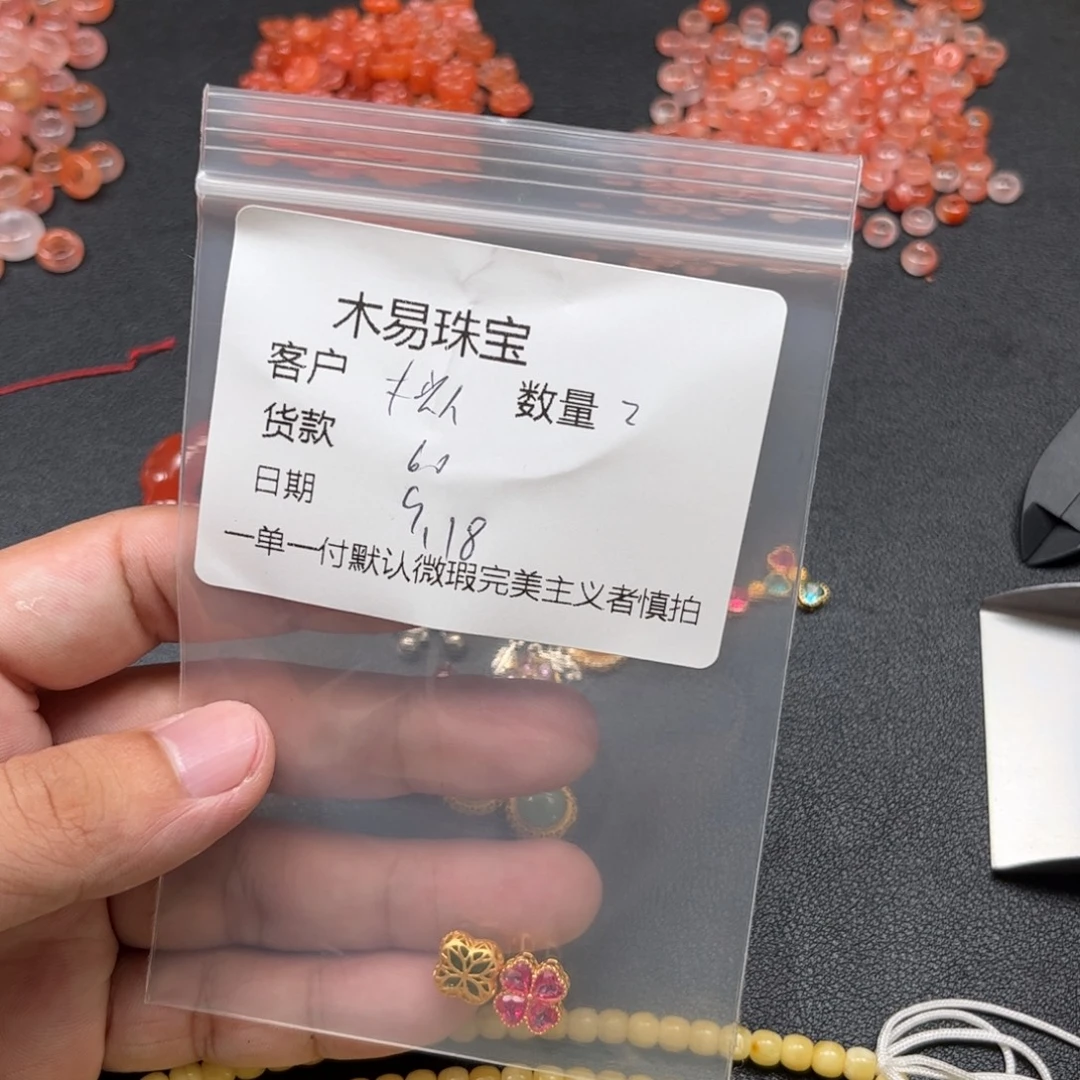 木易珠宝
客户 数量 2
货款 60
日期 9.18
一单一付默认微瑕完美主义者慎拍